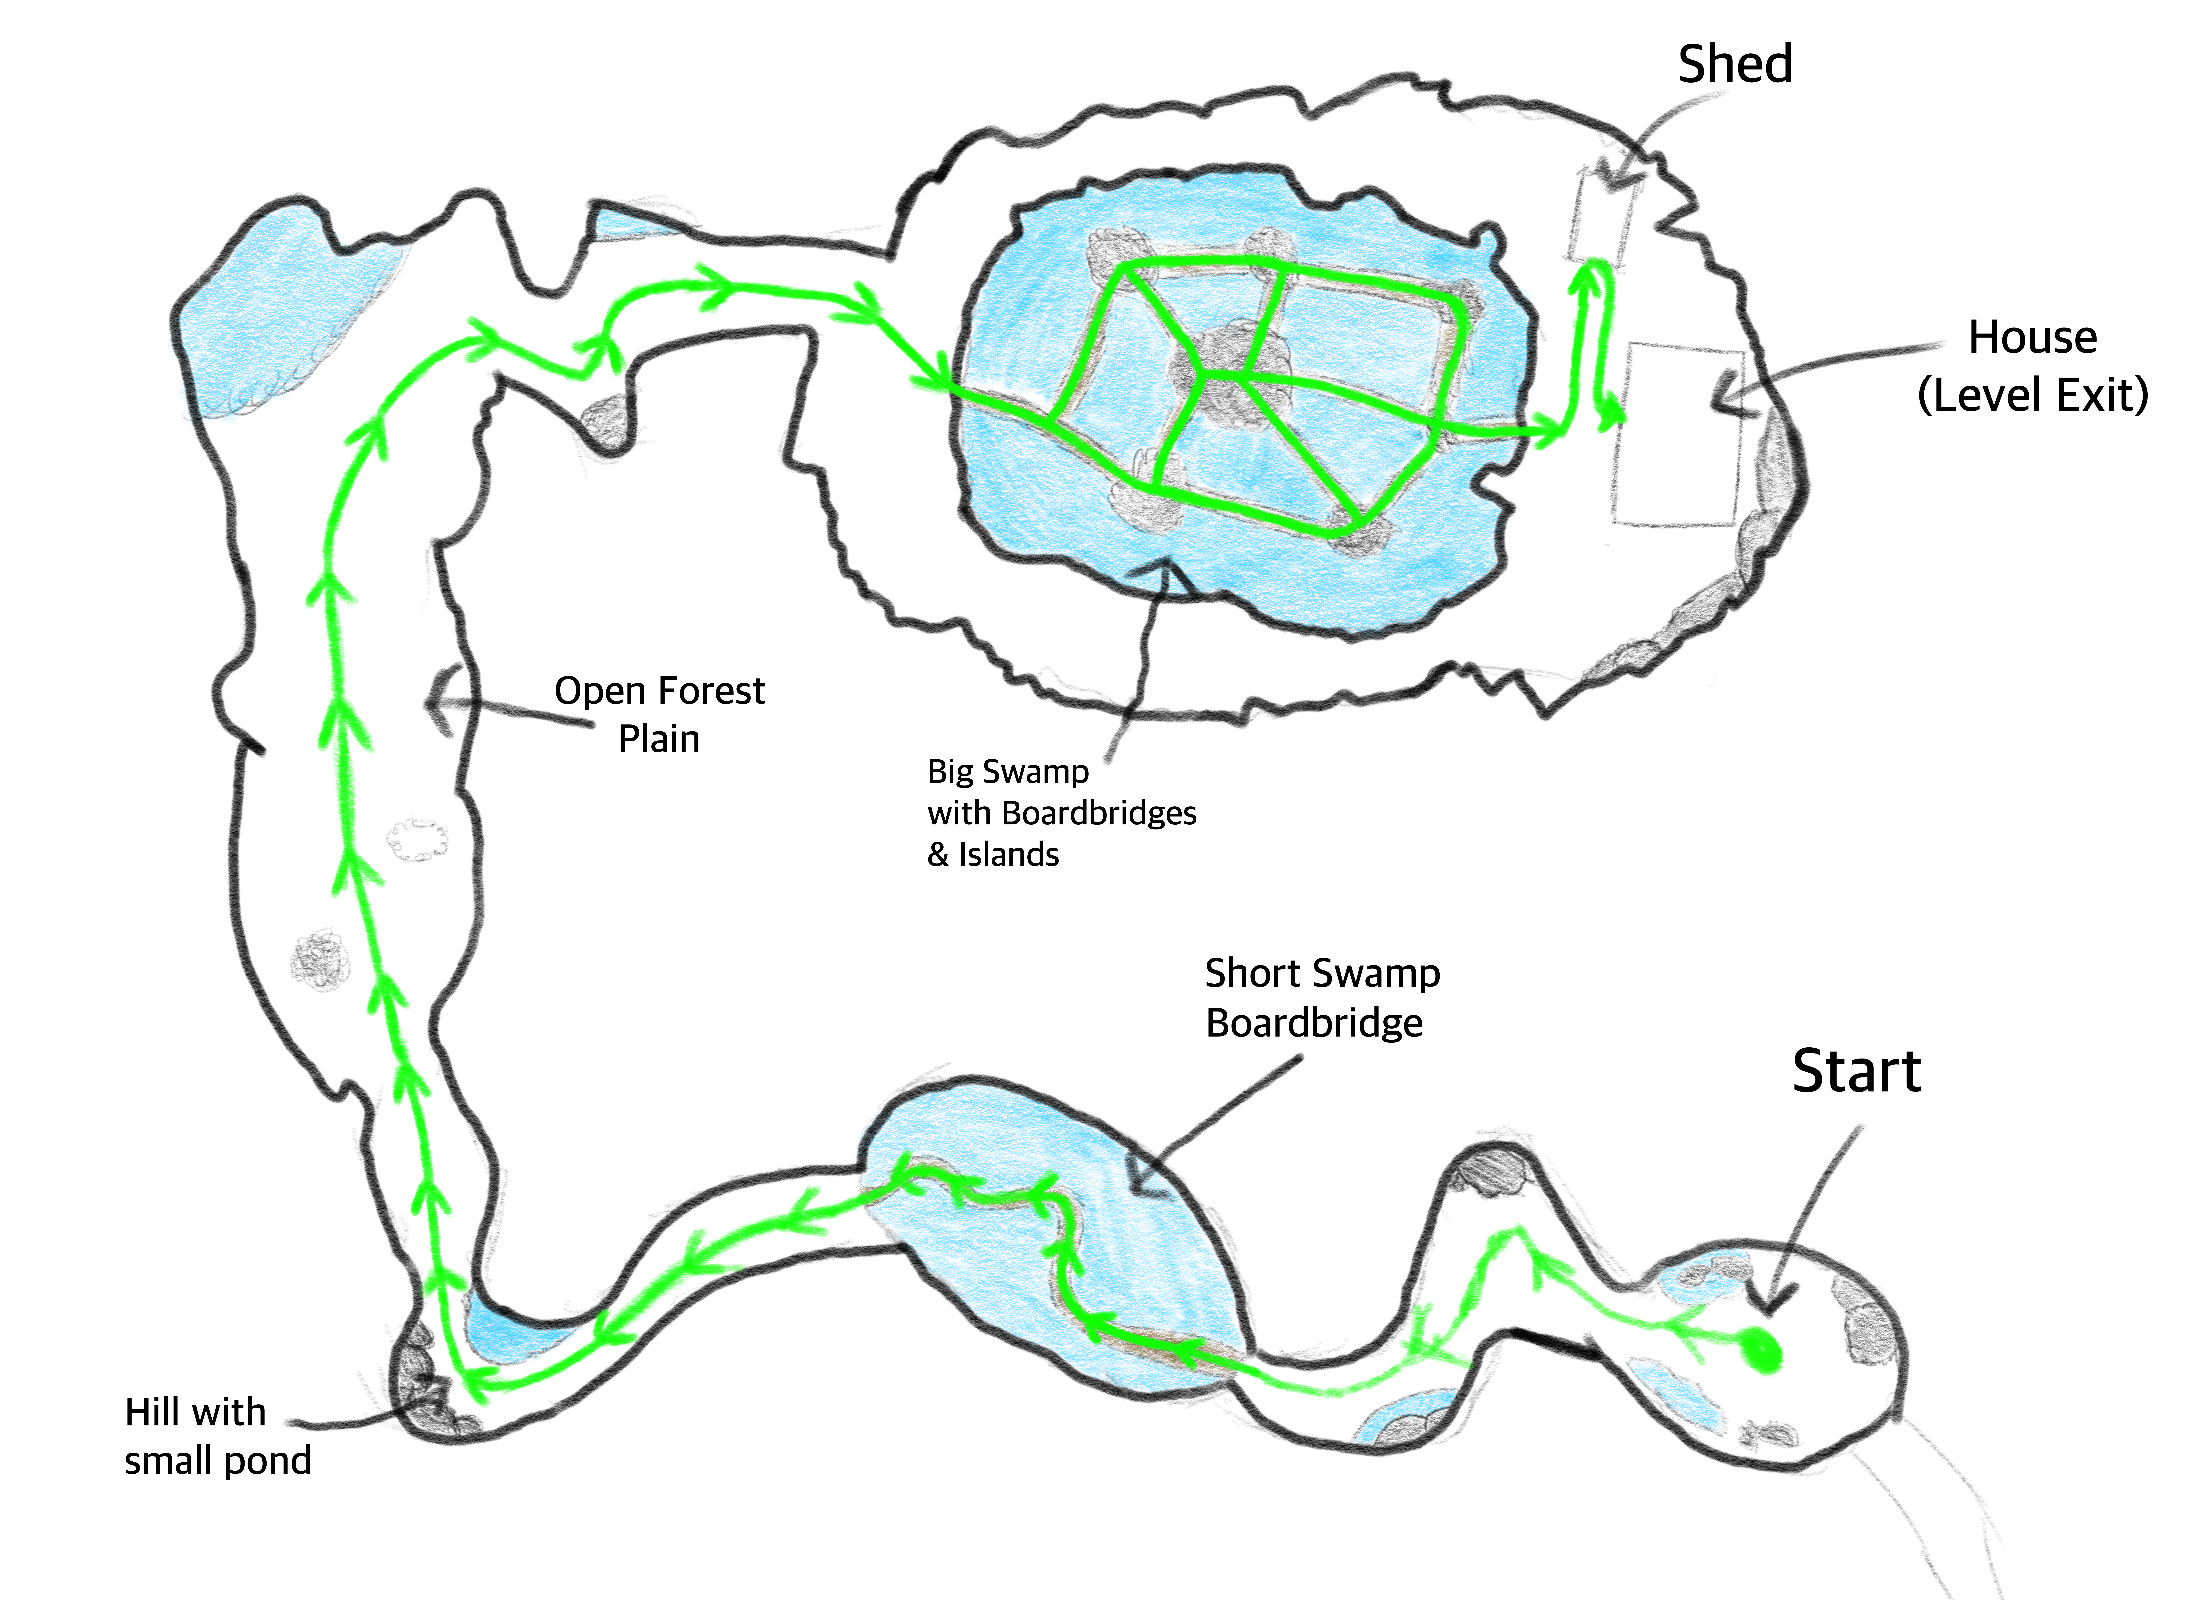 Shed
House
(Level Exit)
Open Forest
Plain
Big Swamp
with Boardbridges
& Islands
Short Swamp
Boardbridge
Start
Hill with
small pond